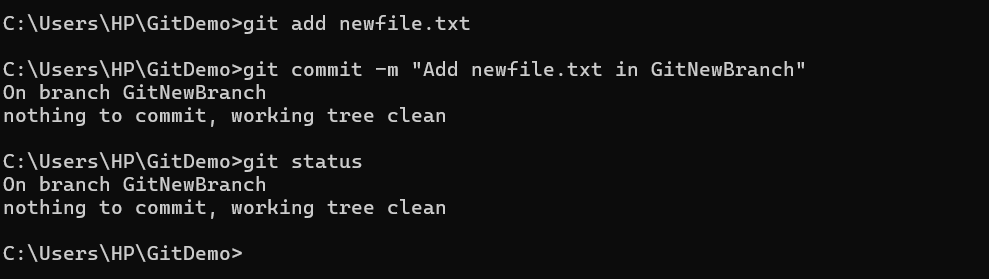 C:\Users\HP\GitDemo>git add newfile.txt
C:\Users\HP\GitDemo>git commit -m "Add newfile.txt in GitNewBranch"
On branch GitNewBranch
nothing to commit, working tree clean
C:\Users\HP\GitDemo>git status
On branch GitNewBranch
nothing to commit, working tree clean
C:\Users\HP\GitDemo>